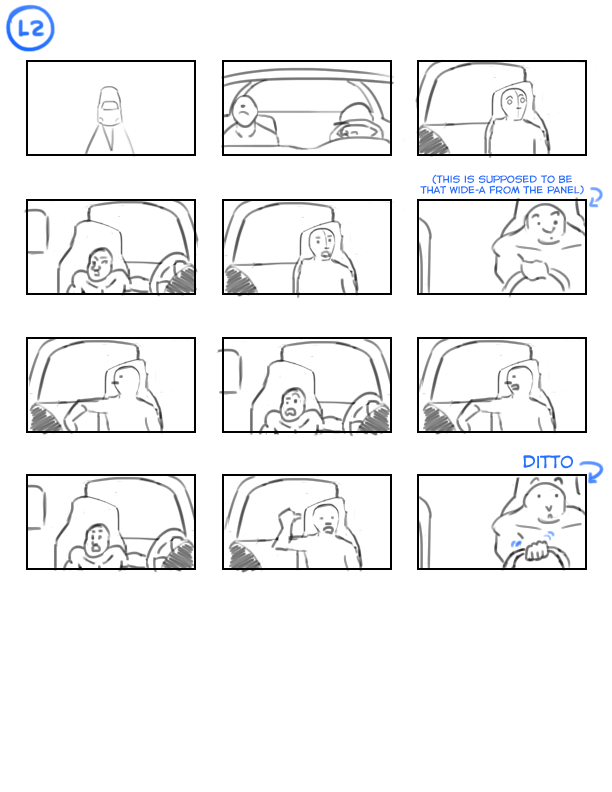 L2
(THIS IS SUPPOSED TO BE
THAT WIDE-A FROM THE PANEL)
DITTO